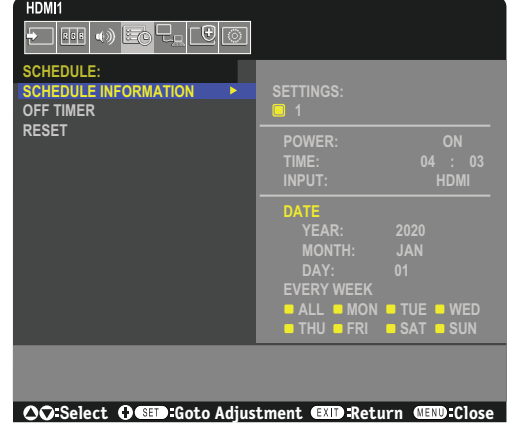 HDMI1
RGB
SCHEDULE:
SCHEDULE INFORMATION
OFF TIMER
RESET
SETTINGS:
1
POWER: ON
TIME: 04 : 03
INPUT: HDMI
DATE
YEAR: 2020
MONTH: JAN
DAY: 01
EVERY WEEK
ALL MON TUE WED
THU FRI SAT SUN
:Select SET :Goto Adjustment EXIT :Return MENU :Close